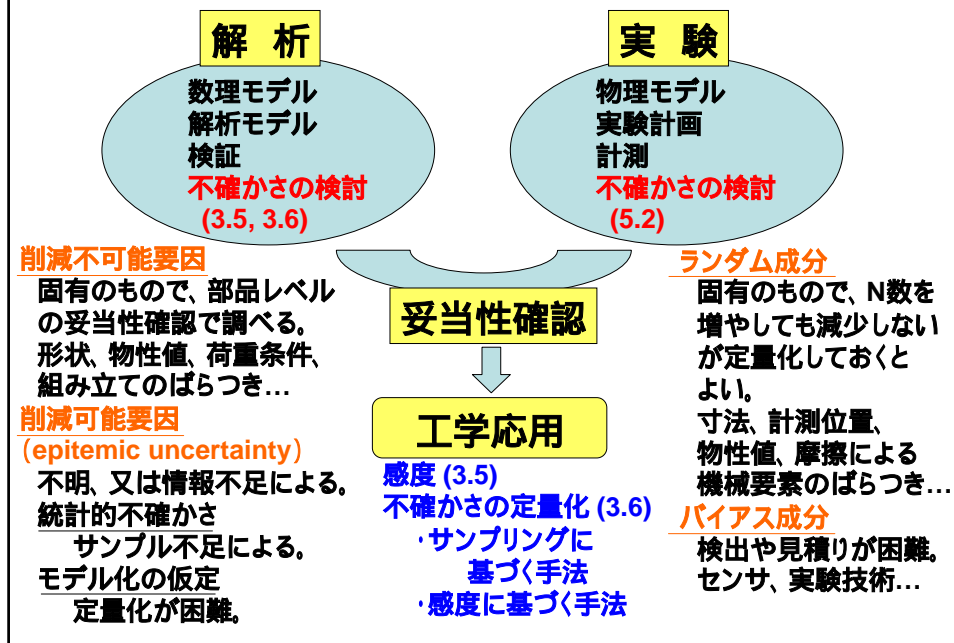 解 析
数理モデル
解析モデル
検証
不確かさの検討
(3.5, 3.6)
実 験
物理モデル
実験計画
計測
不確かさの検討
(5.2)
削減不可能要因
固有のもので、部品レベル
の妥当性確認で調べる。
形状、物性値、荷重条件、
組み立てのばらつき…
削減可能要因
(epitemic uncertainty)
不明、又は情報不足による。
統計的不確かさ
サンプル不足による。
モデル化の仮定
定量化が困難。
妥当性確認
工学応用
感度 (3.5)
不確かさの定量化 (3.6)
・サンプリングに
基づく手法
・感度に基づく手法
ランダム成分
固有のもので、N数を
増やしても減少しない
が定量化しておくと
よい。
寸法、計測位置、
物性値、摩擦による
機械要素のばらつき…
バイアス成分
検出や見積りが困難。
センサ、実験技術…